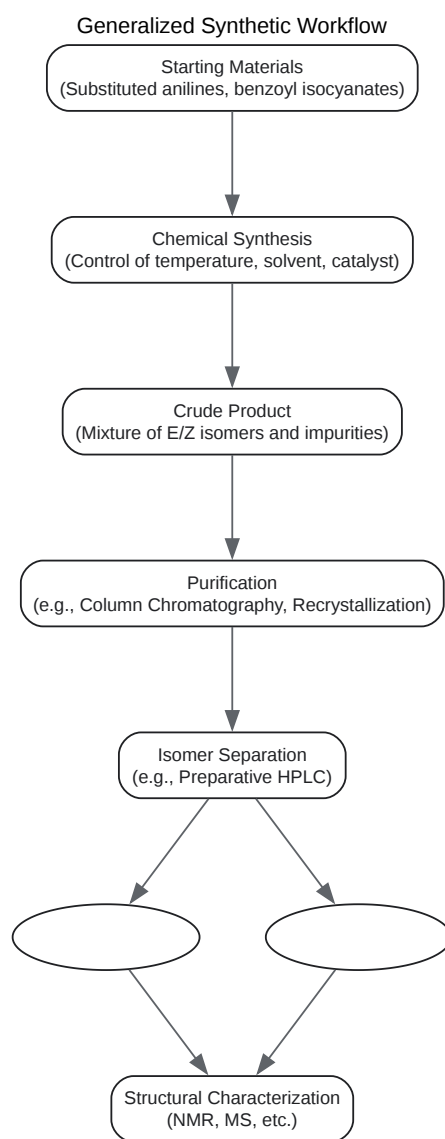 Generalized Synthetic Workflow
Starting Materials
(Substituted anilines, benzoyl isocyanates)
Chemical Synthesis
(Control of temperature, solvent, catalyst)
Crude Product
(Mixture of E/Z isomers and impurities)
Purification
(e.g., Column Chromatography, Recrystallization)
Isomer Separation
(e.g., Preparative HPLC)
Structural Characterization
(NMR, MS, etc.)